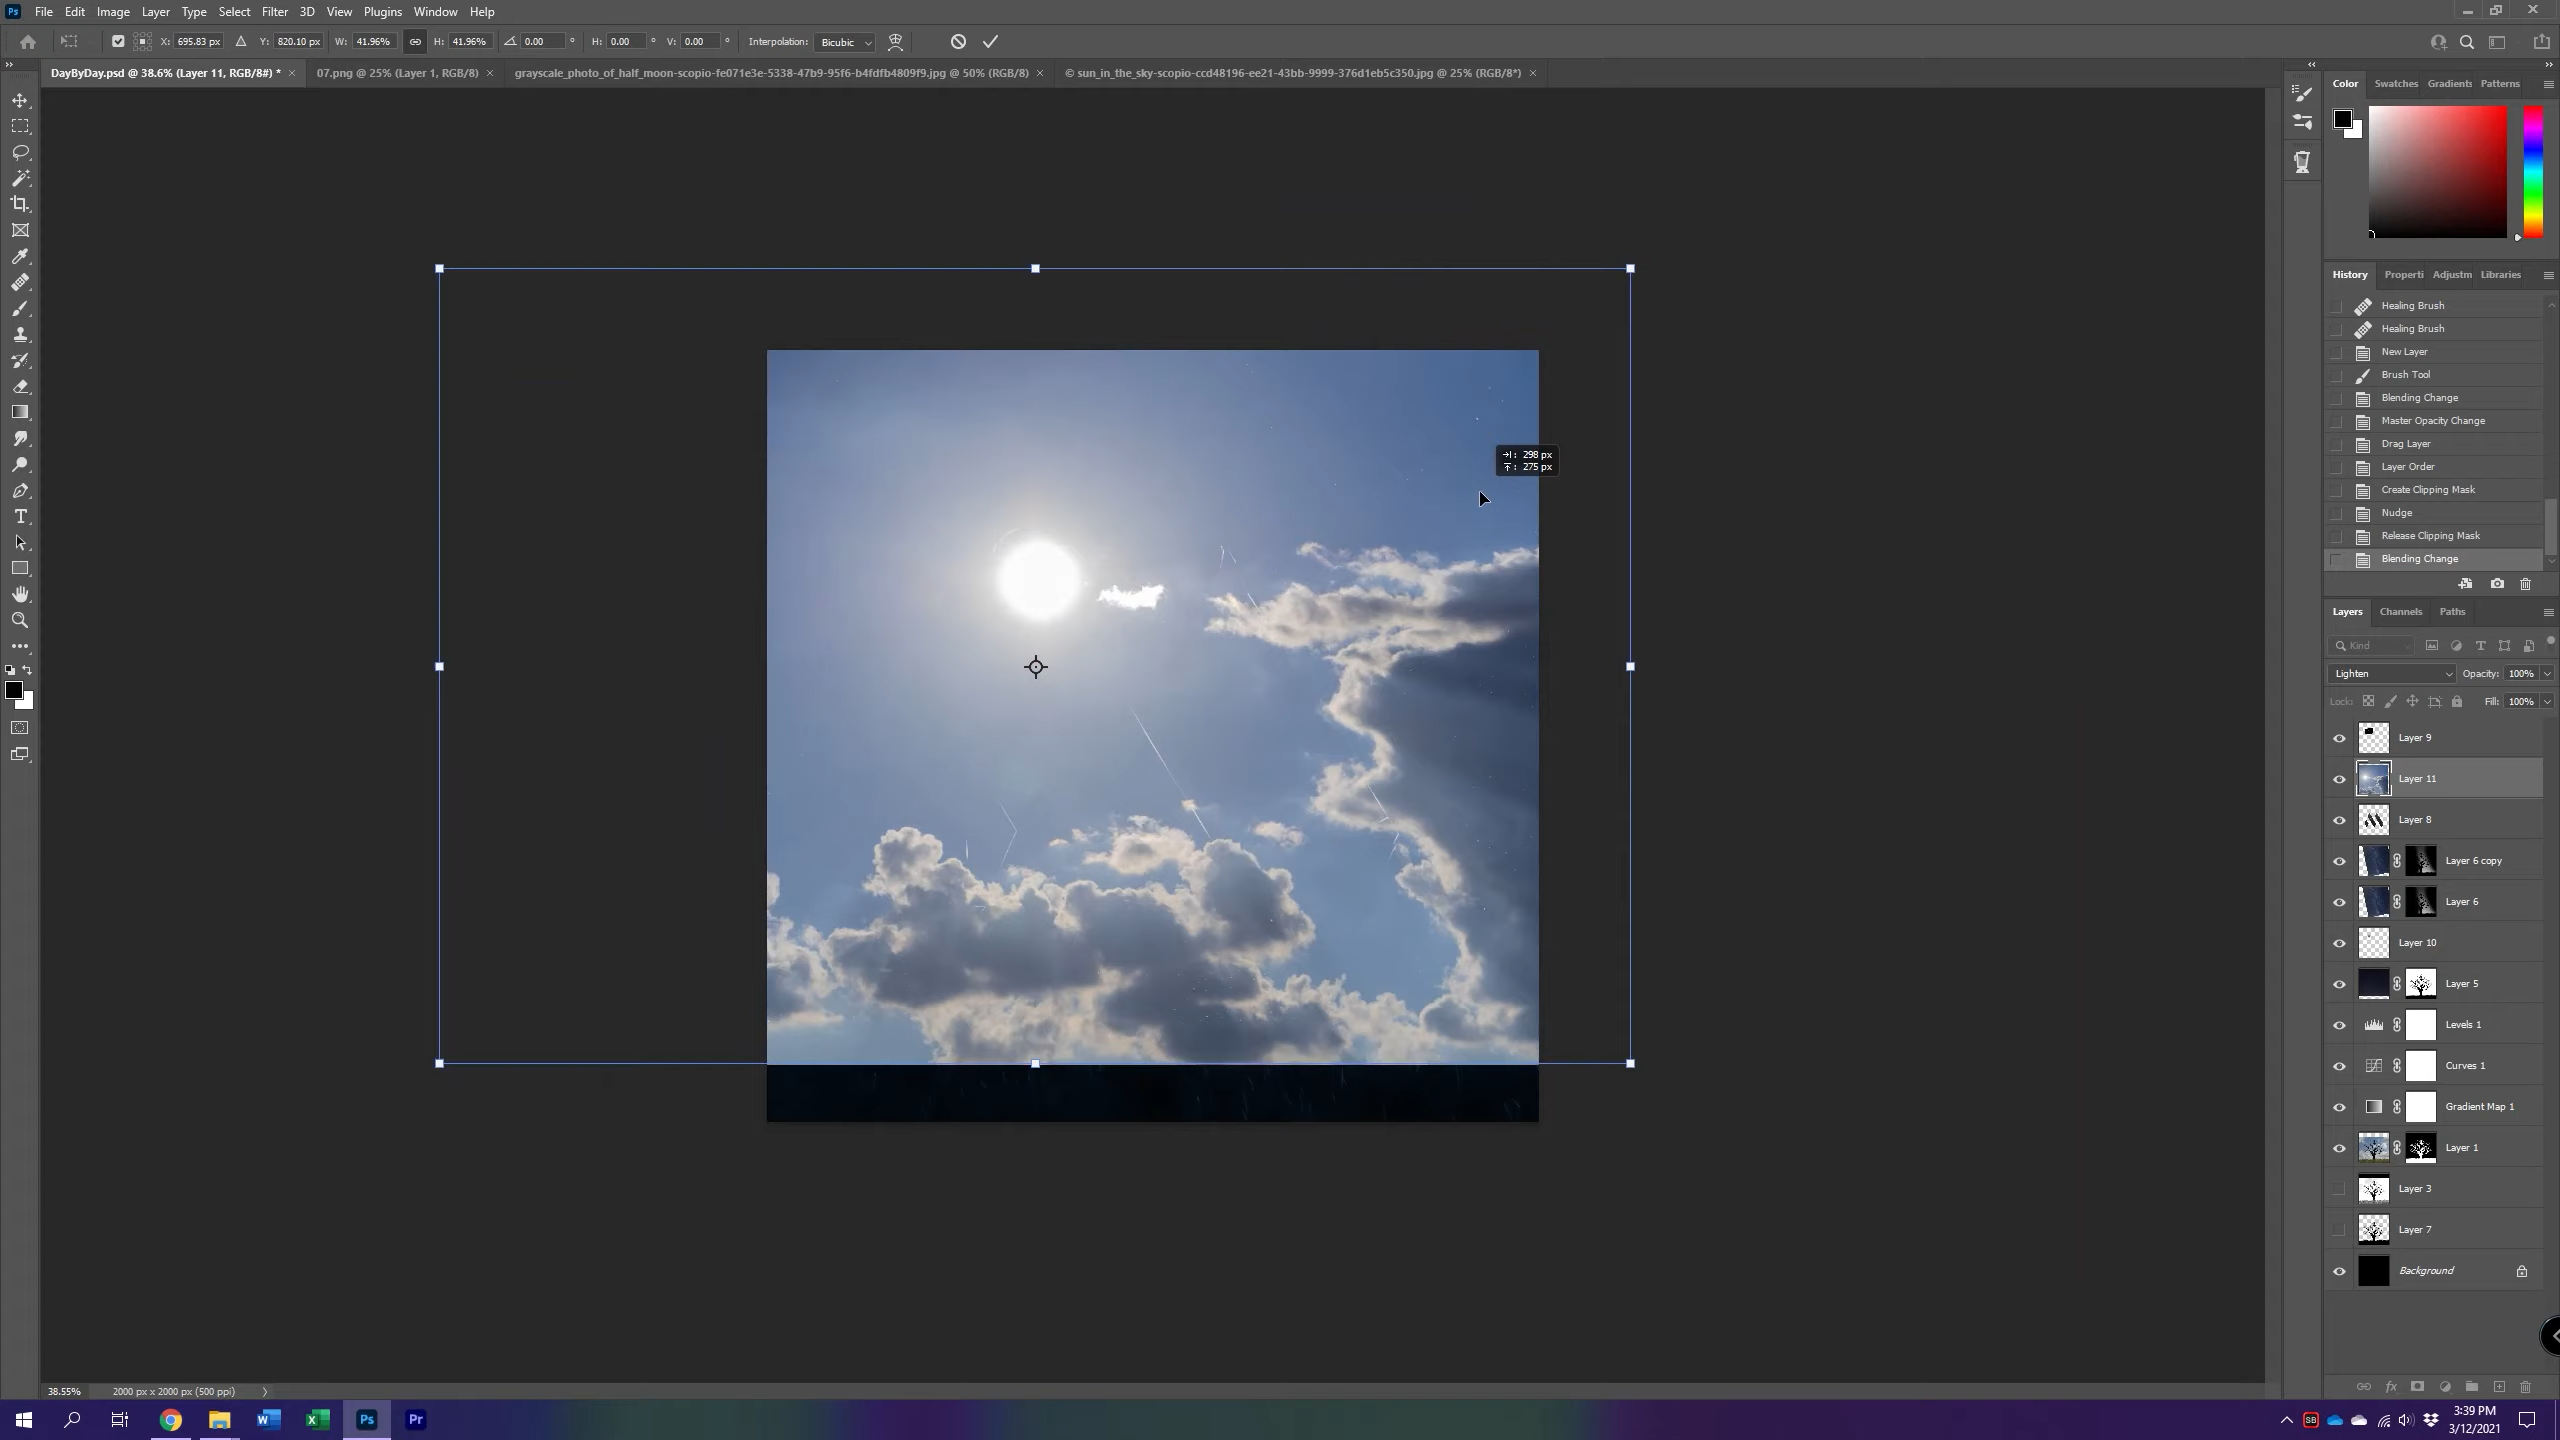 Ps File Edit Image Layer Type Select Filter 3D View Plugins Window Help
X: 695.83 px Y: 820.10 px W: 41.96% H: 41.96% 0.00 ° H: 0.00 ° V: 0.00 ° Interpolation: Bicubic
DayByDay.psd @ 38.6% (Layer 11, RGB/8#) * × 07.png @ 25% (Layer 1, RGB/8) × grayscale_photo_of_half_moon-scopio-fe071e3e-5338-47b9-95f6-b4fdfb4809f9.jpg @ 50% (RGB/8) × © sun_in_the_sky-scopio-ccd48196-ee21-43bb-9999-376d1eb5c350.jpg @ 25% (RGB/8*) ×
Color Swatches Gradients Patterns
History Properti Adjustm Libraries
Healing Brush
Healing Brush
New Layer
Brush Tool
Blending Change
Master Opacity Change
Drag Layer
Layer Order
Create Clipping Mask
Nudge
Release Clipping Mask
Blending Change
298 px
275 px
Layers Channels Paths
Kind
Lighten Opacity: 100%
Lock: Fill: 100%
Layer 9
Layer 11
Layer 8
Layer 6 copy
Layer 6
Layer 10
Layer 5
Levels 1
Curves 1
Gradient Map 1
Layer 1
Layer 3
Layer 7
Background
38.55% 2000 px x 2000 px (500 ppi)
Ps Pr
SB
3:39 PM
3/12/2021